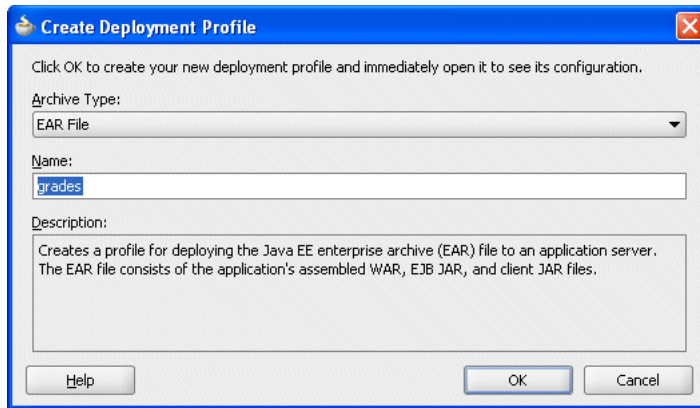 Create Deployment Profile
Click OK to create your new deployment profile and immediately open it to see its configuration.
Archive Type:
EAR File
Name:
grades
Description:
Creates a profile for deploying the Java EE enterprise archive (EAR) file to an application server.
The EAR file consists of the application's assembled WAR, EJB JAR, and client JAR files.
Help
OK
Cancel